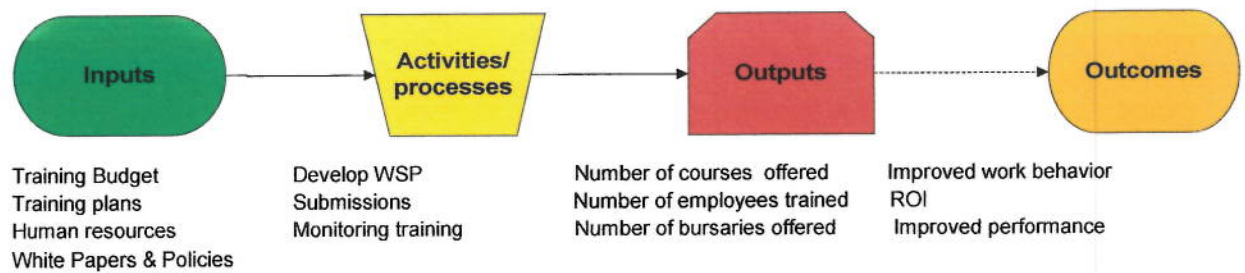 Inputs
Activities/
processes
Outputs
Outcomes
Training Budget
Training plans
Human resources
White Papers & Policies
Develop WSP
Submissions
Monitoring training
Number of courses offered
Number of employees trained
Number of bursaries offered
Improved work behavior
ROI
Improved performance